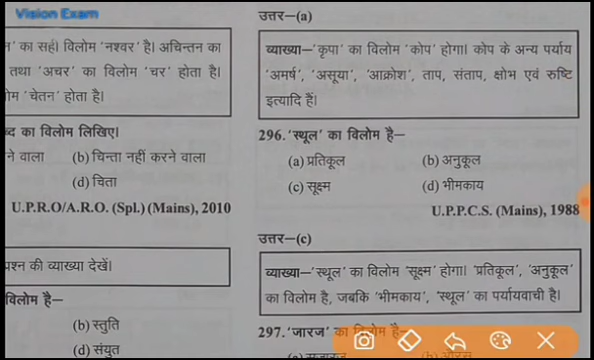 Vision Exam
का सही विलोम 'नश्वर' है। अचिन्तन का
तथा 'अचर' का विलोम 'चर' होता है।
'चेतन' होता है।
का विलोम लिखिए।
वाला (b) चिन्ता नहीं करने वाला
(d) चिता
U.P.R.O/A.R.O. (Spl.) (Mains), 2010
प्रश्न की व्याख्या देखें।
विलोम है—
(b) स्तुति
(d) संयुत
उत्तर—(a)
व्याख्या—'कृपा' का विलोम 'कोप' होगा। कोप के अन्य पर्याय
'अमर्ष', 'असूया', 'आक्रोश', ताप, संताप, क्षोभ एवं रुष्टि
इत्यादि हैं।
296. 'स्थूल' का विलोम है—
(a) प्रतिकूल (b) अनुकूल
(c) सूक्ष्म (d) भीमकाय
U.P.P.C.S. (Mains), 1988
उत्तर—(c)
व्याख्या—'स्थूल' का विलोम 'सूक्ष्म' होगा। 'प्रतिकूल', 'अनुकूल'
का विलोम है, जबकि 'भीमकाय', 'स्थूल' का पर्यायवाची है।
297. 'जारज' का विलोम है—